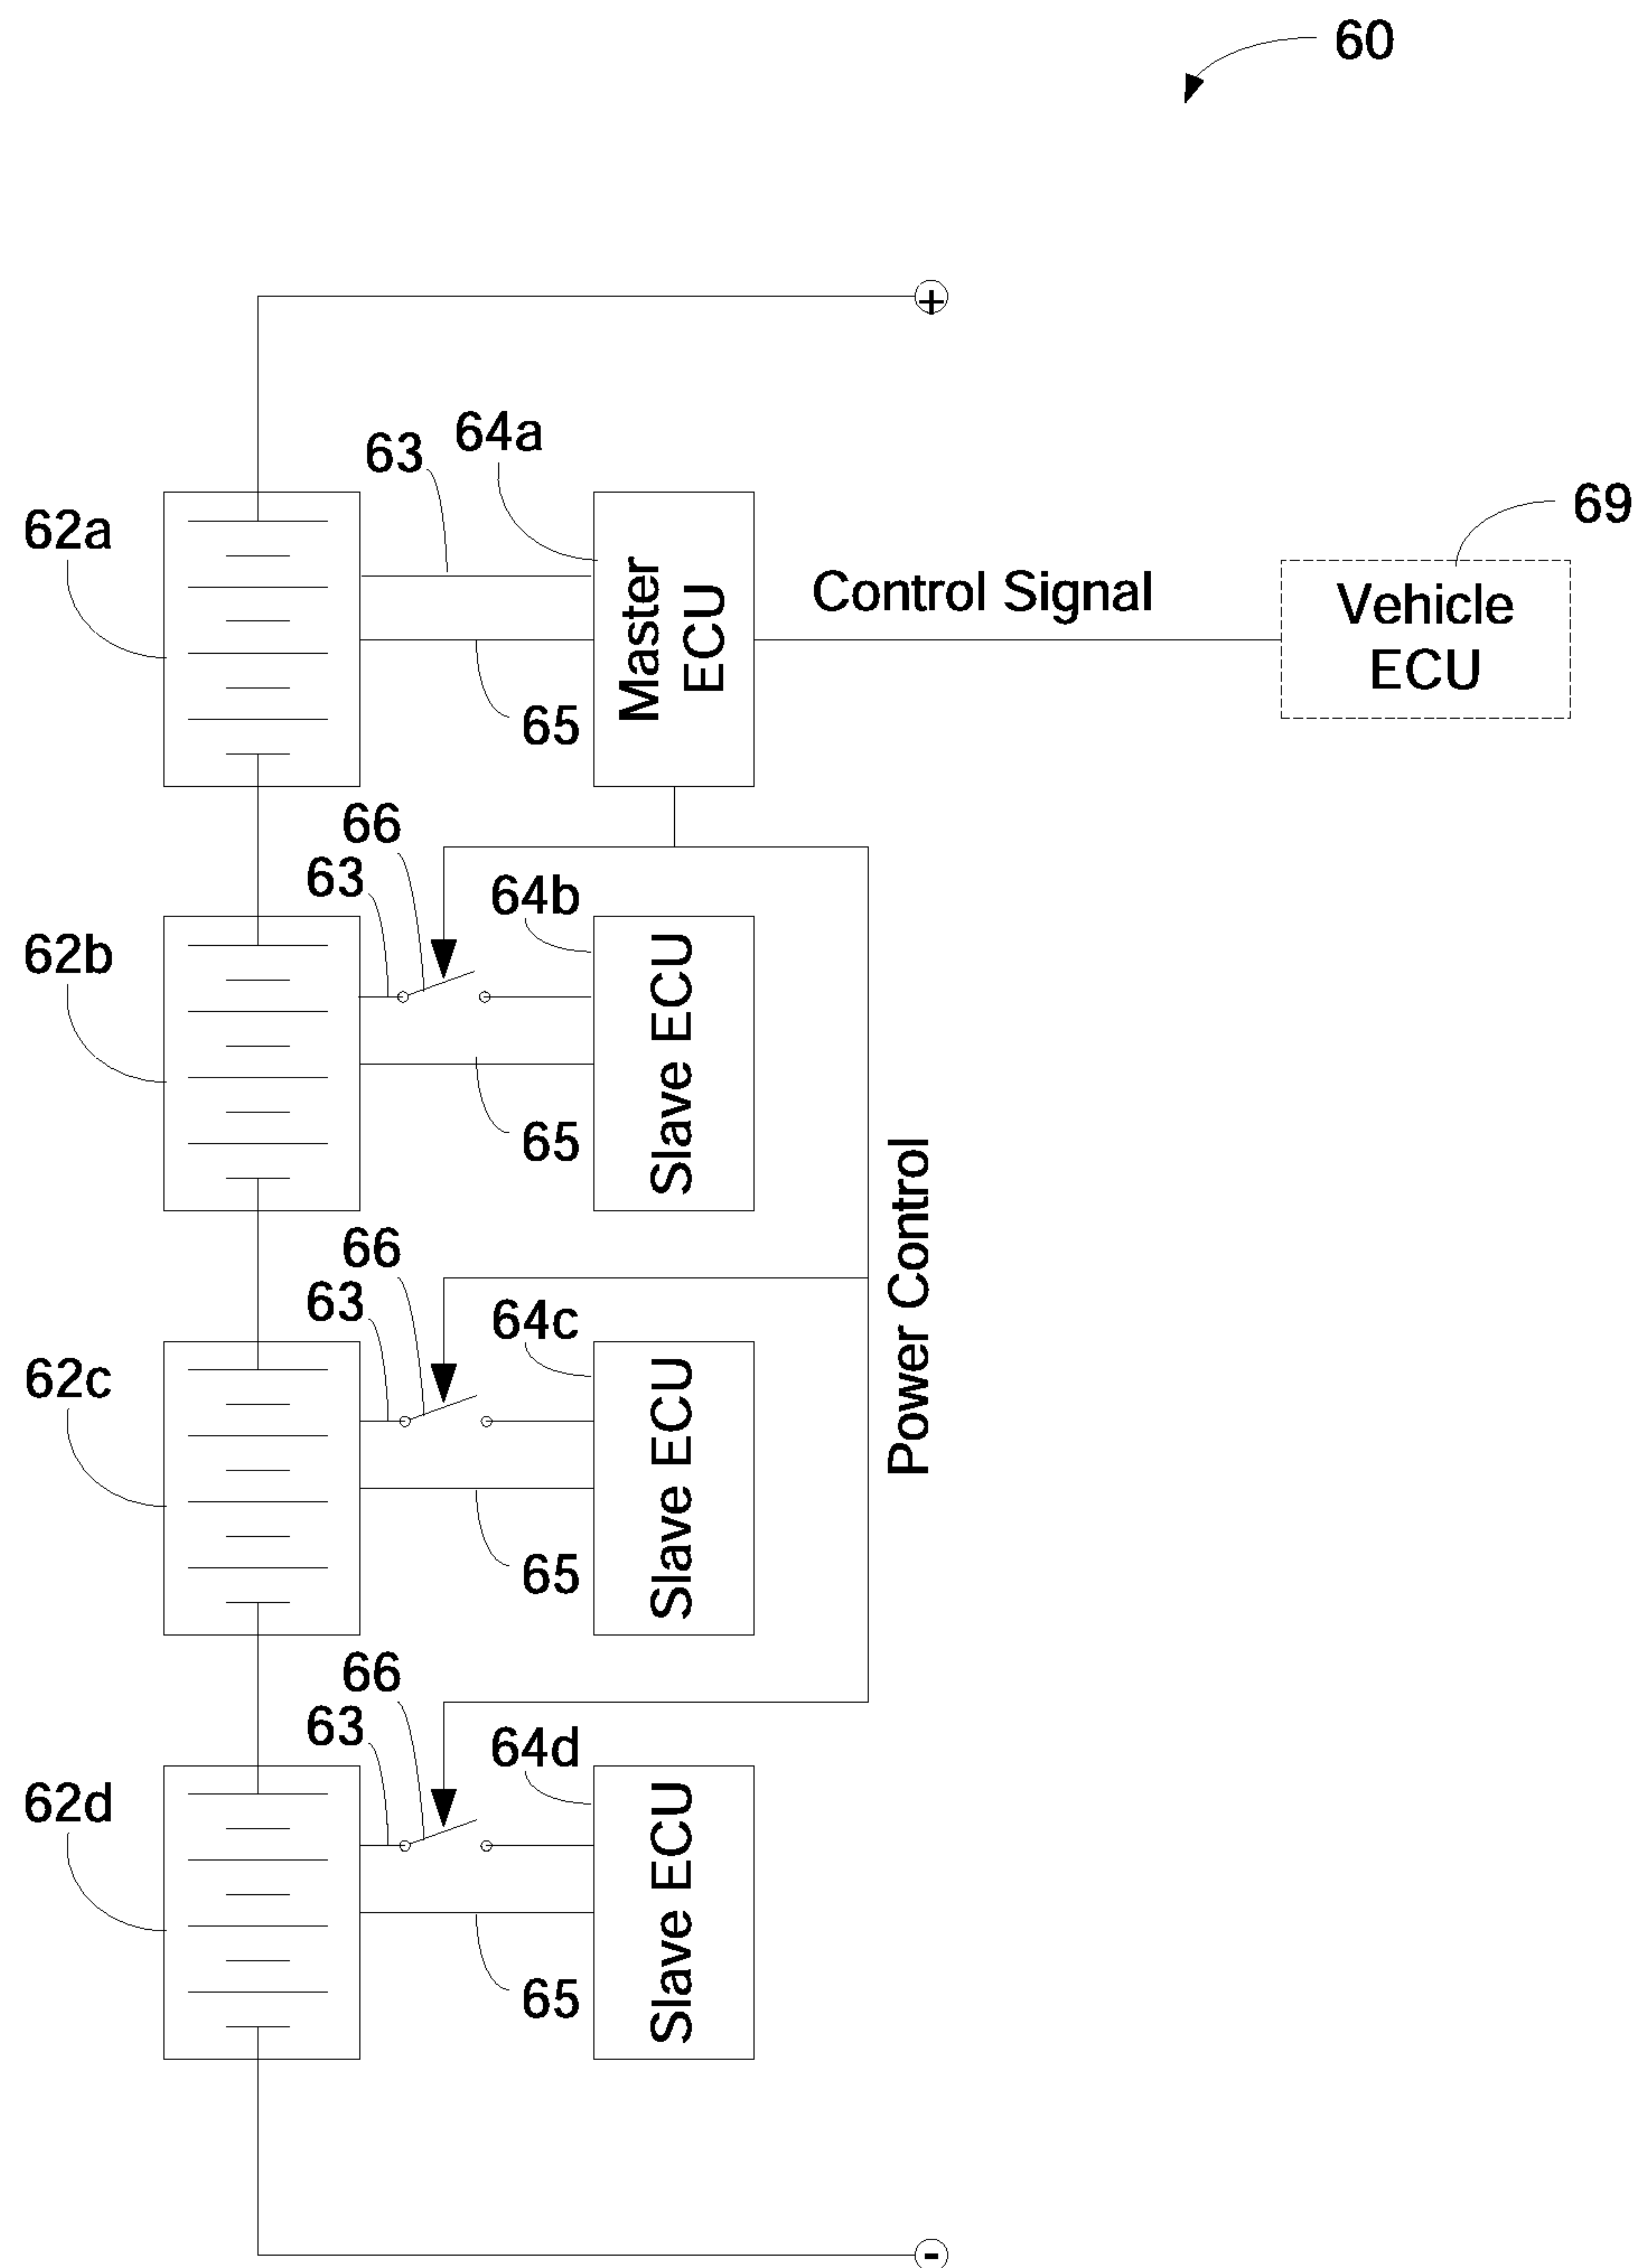 60
+
64a
63
62a
69
Master
ECU
Control Signal
Vehicle
ECU
65
66
63
64b
62b
Slave ECU
65
Power Control
66
63
64c
62c
Slave ECU
65
66
63
64d
62d
Slave ECU
65
-